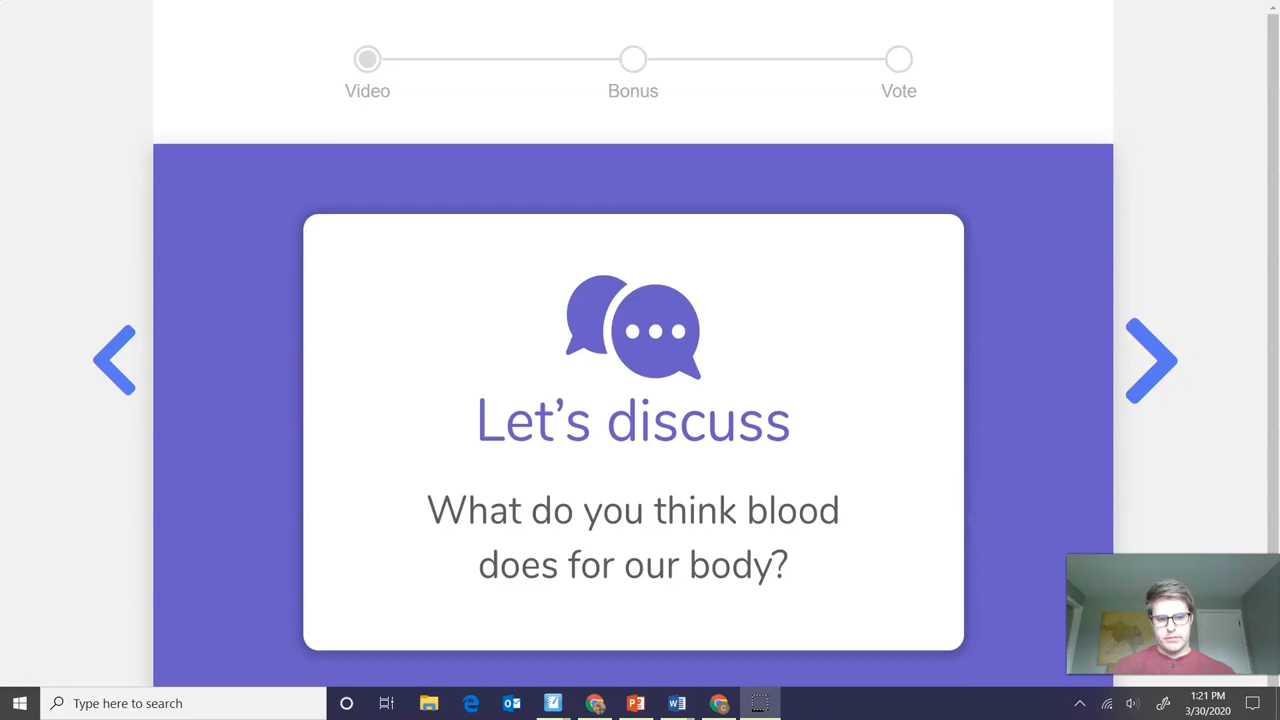 Video
Bonus
Vote
Let's discuss
What do you think blood
does for our body?
Type here to search
1:21 PM
3/30/2020